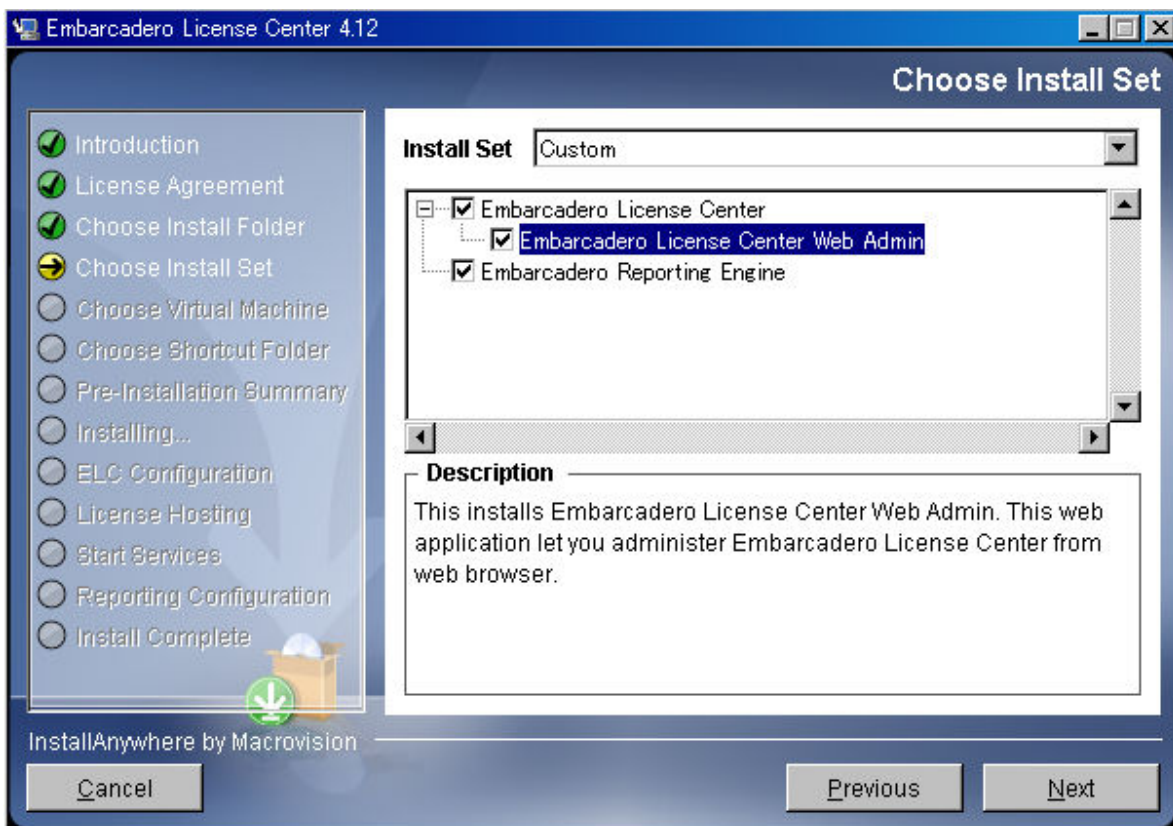 Embarcadero License Center 4.12
Choose Install Set
Introduction
License Agreement
Choose Install Folder
Choose Install Set
Choose Virtual Machine
Choose Shortcut Folder
Pre-Installation Summary
Installing...
ELC Configuration
License Hosting
Start Services
Reporting Configuration
Install Complete
Install Set Custom
Embarcadero License Center
Embarcadero License Center Web Admin
Embarcadero Reporting Engine
Description
This installs Embarcadero License Center Web Admin. This web
application let you administer Embarcadero License Center from
web browser.
InstallAnywhere by Macrovision
Cancel Previous Next